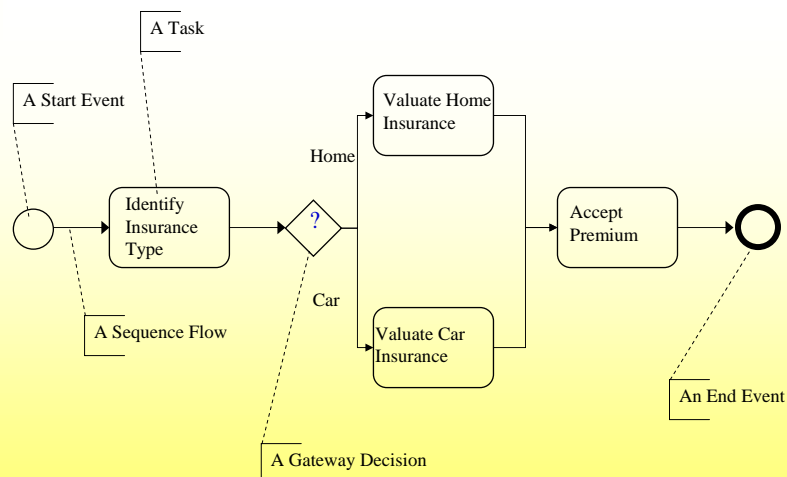 A Task
A Start Event
Valuate Home
Insurance
Home
Identify
Insurance
Type
?
Accept
Premium
Car
A Sequence Flow
Valuate Car
Insurance
An End Event
A Gateway Decision